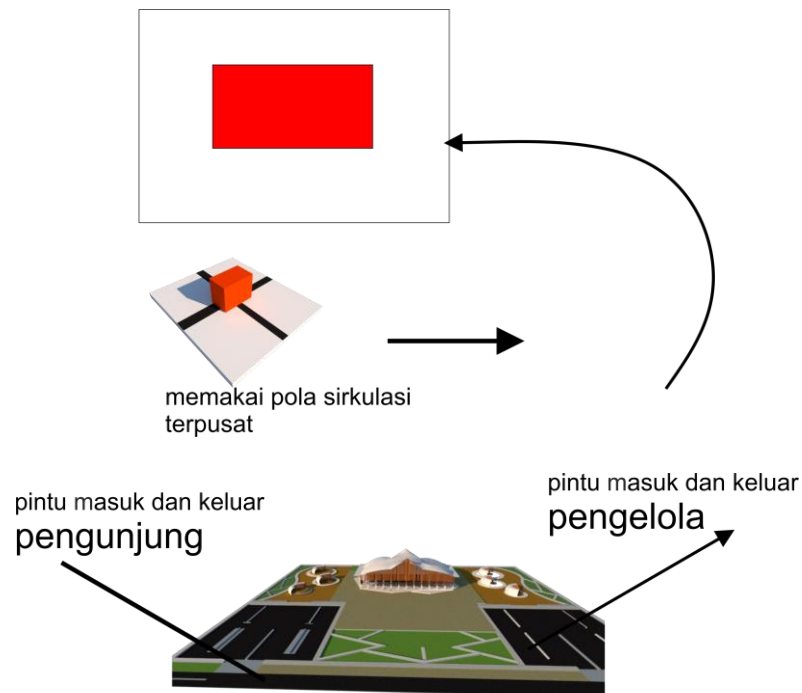 memakai pola sirkulasi
terpusat
pintu masuk dan keluar
pengunjung
pintu masuk dan keluar
pengelola